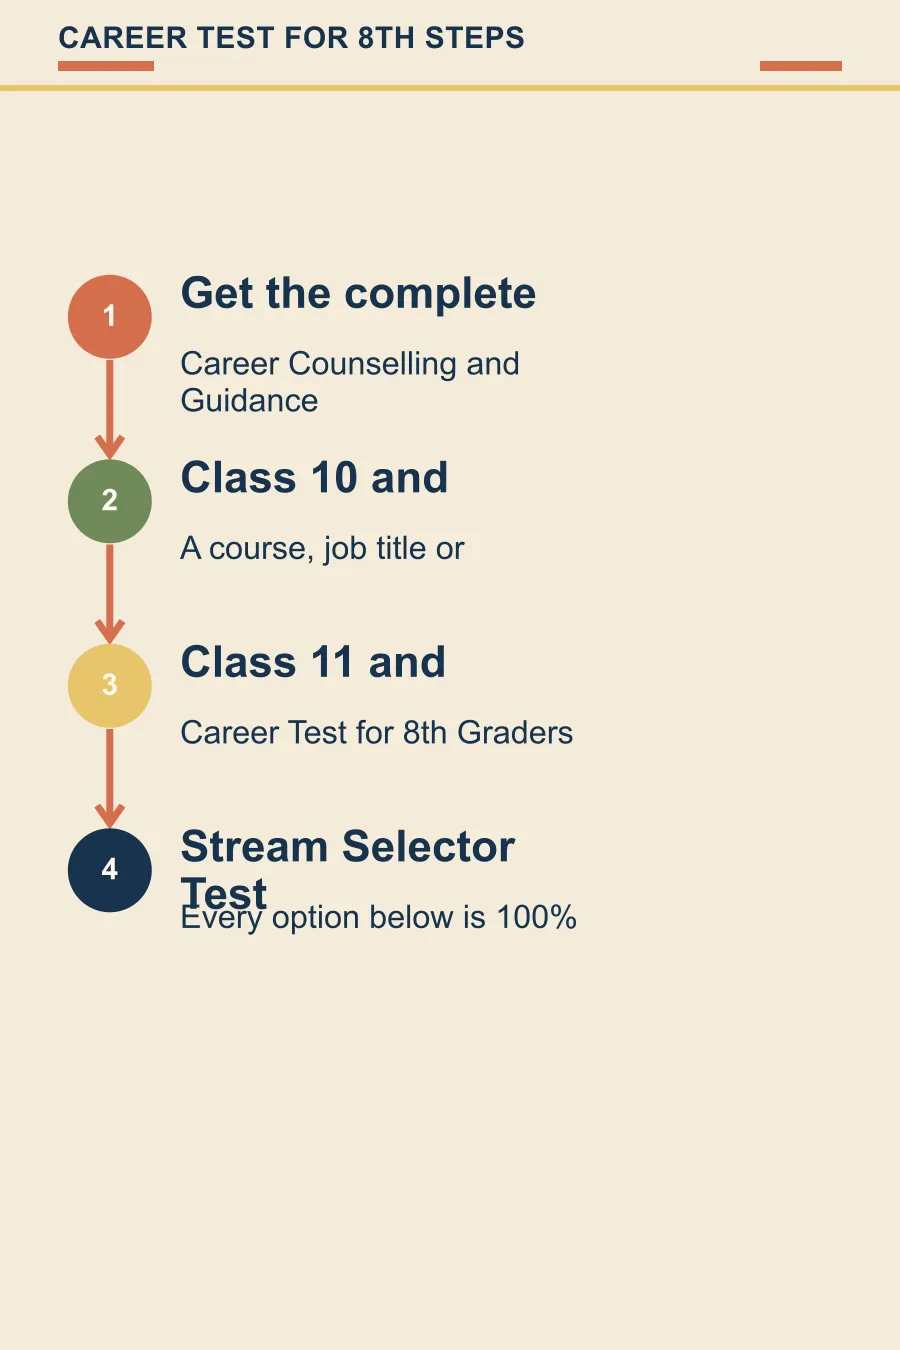 CAREER TEST FOR 8TH STEPS
1
Get the complete
Career Counselling and
Guidance
2
Class 10 and
A course, job title or
3
Class 11 and
Career Test for 8th Graders
4
Stream Selector
Test
Every option below is 100%